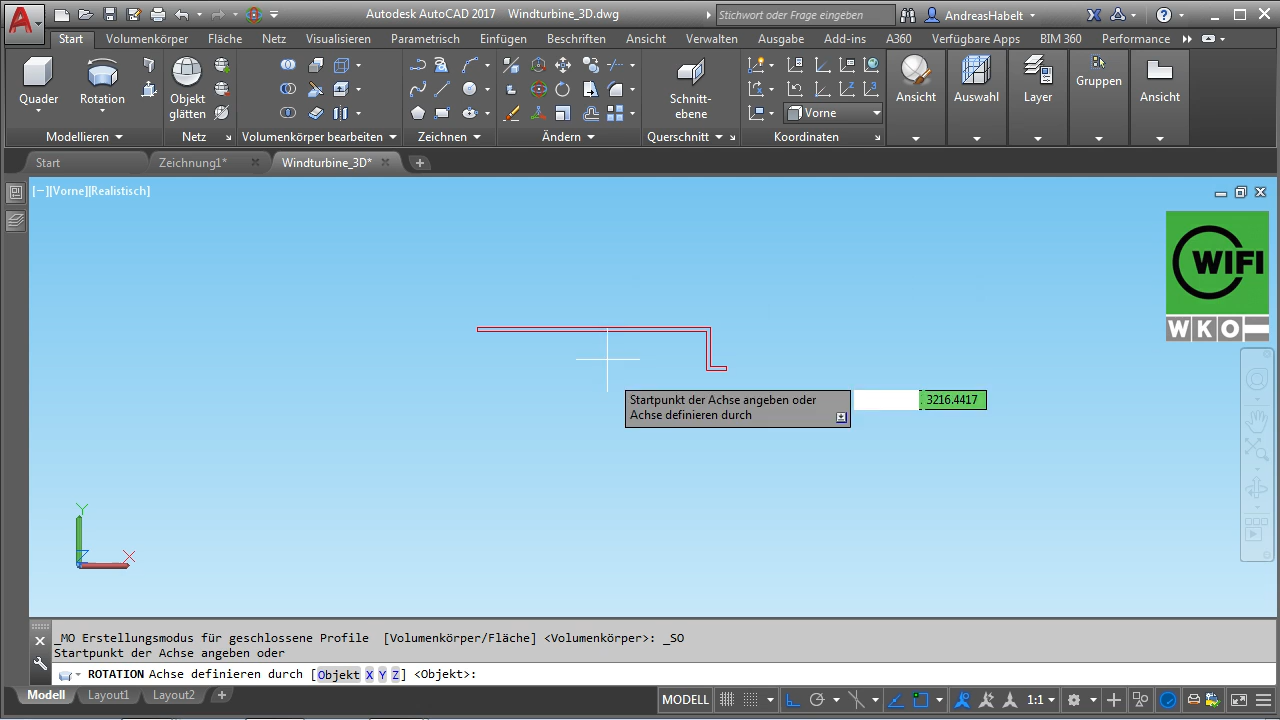 Autodesk AutoCAD 2017 Windturbine_3D.dwg
Stichwort oder Frage eingeben
AndreasHabelt
Start Volumenkörper Fläche Netz Visualisieren Parametrisch Einfügen Beschriften Ansicht Verwalten Ausgabe Add-ins A360 Verfügbare Apps BIM 360 Performance
Quader
Rotation
Objekt
glätten
Schnitt-
ebene
Vorne
Ansicht
Auswahl
Layer
Gruppen
Ansicht
Modellieren
Netz
Volumenkörper bearbeiten
Zeichnen
Ändern
Querschnitt
Koordinaten
Start
Zeichnung1*
Windturbine_3D*
[−][Vorne][Realistisch]
WIFI
WKO
Startpunkt der Achse angeben oder
Achse definieren durch
3216.4417
Y
Z
X
_MO Erstellungsmodus für geschlossene Profile [Volumenkörper/Fläche] <Volumenkörper>: _SO
Startpunkt der Achse angeben oder
ROTATION Achse definieren durch [Objekt X Y Z] <Objekt>:
Modell Layout1 Layout2 +
MODELL
1:1